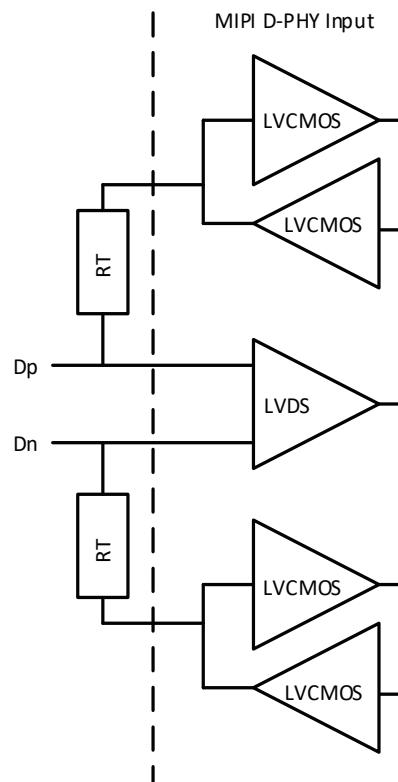 MIPI D-PHY Input
LVCMOS
LVCMOS
RT
Dp
LVDS
Dn
RT
LVCMOS
LVCMOS